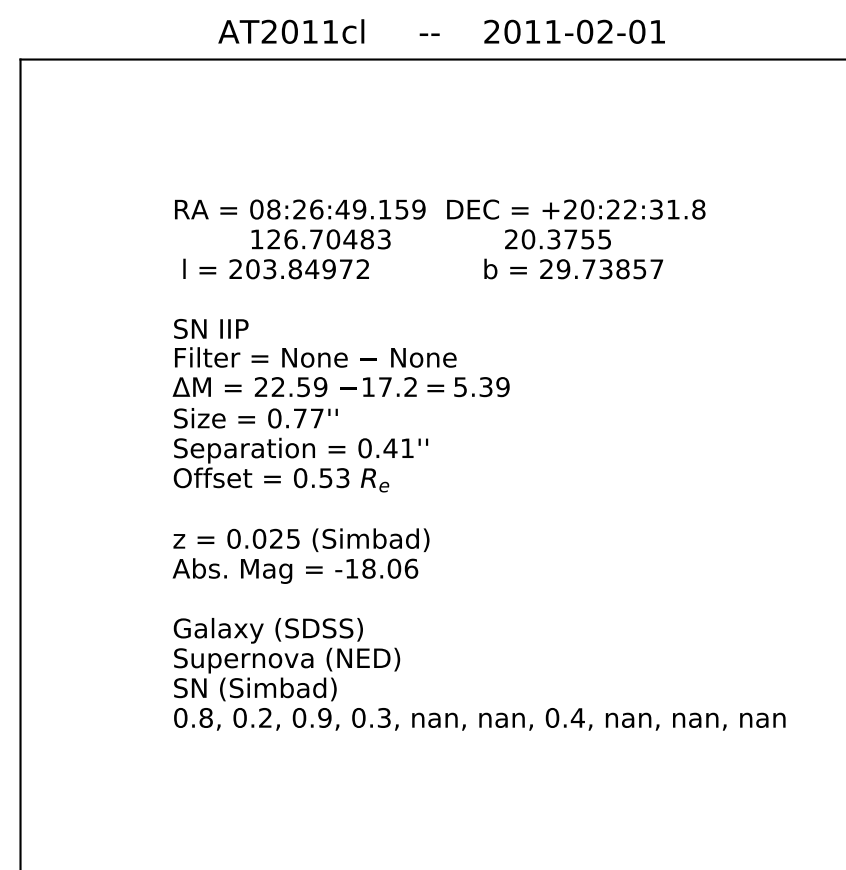 AT2011cl -- 2011-02-01
RA = 08:26:49.159 DEC = +20:22:31.8
126.70483 20.3755
l = 203.84972 b = 29.73857
SN IIP
Filter = None − None
ΔM = 22.59 −17.2 = 5.39
Size = 0.77''
Separation = 0.41''
Offset = 0.53 Rₑ
z = 0.025 (Simbad)
Abs. Mag = -18.06
Galaxy (SDSS)
Supernova (NED)
SN (Simbad)
0.8, 0.2, 0.9, 0.3, nan, nan, 0.4, nan, nan, nan